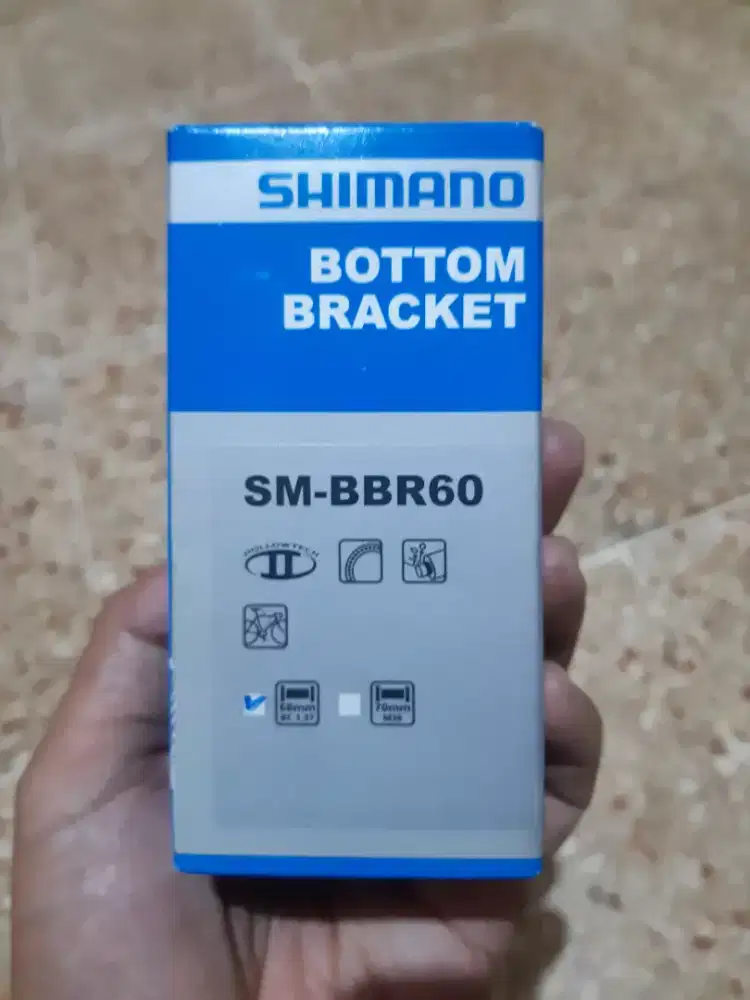 SHIMANO
BOTTOM
BRACKET
SM-BBR60
HOLLOWTECH
II
68mm
BC 1.37
70mm
M36